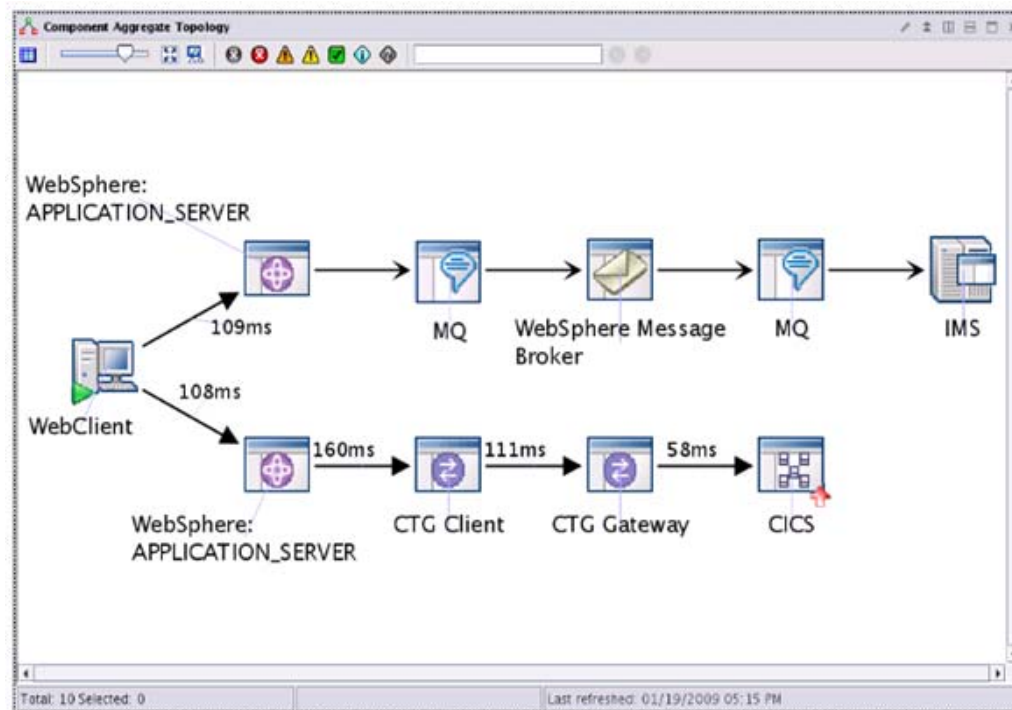 Component Aggregate Topology
WebSphere:
APPLICATION_SERVER
MQ
WebSphere Message
Broker
MQ
IMS
109ms
WebClient
108ms
160ms
111ms
58ms
WebSphere:
APPLICATION_SERVER
CTG Client
CTG Gateway
CICS
Total: 10 Selected: 0
Last refreshed: 01/19/2009 05:15 PM